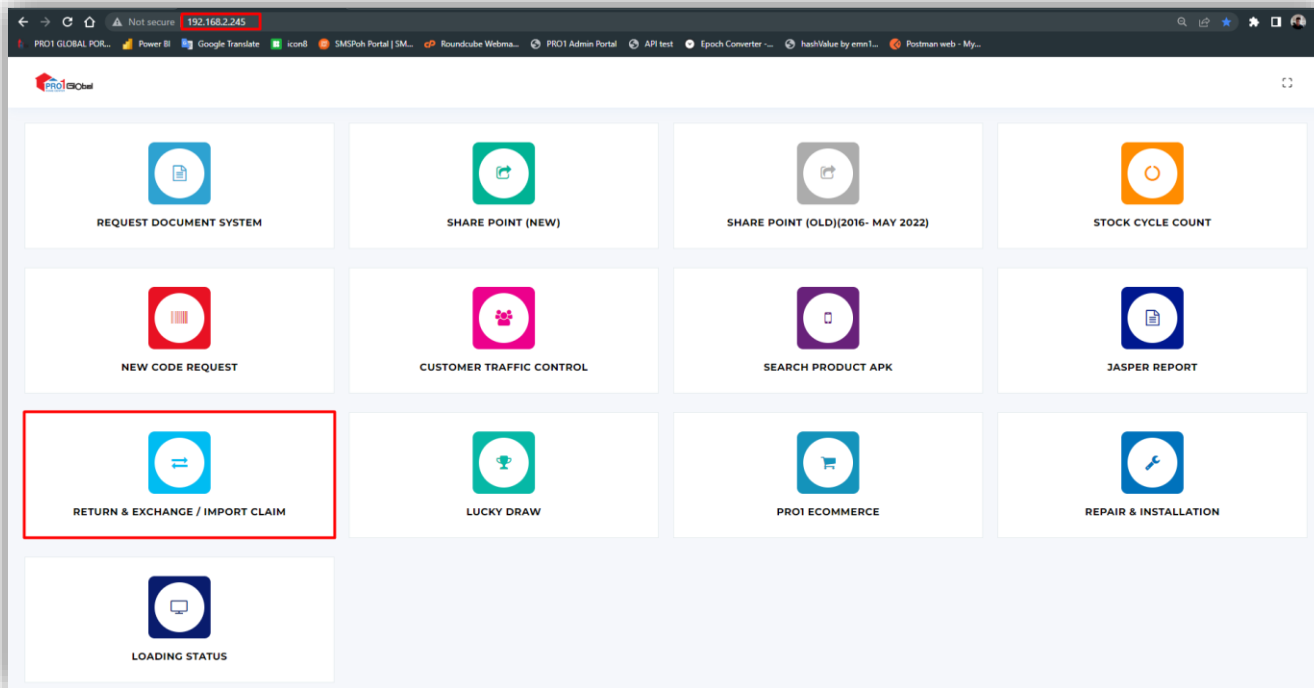 Not secure 192.168.2.245
PRO1 GLOBAL POR... Power BI Google Translate icon8 SMSPoh Portal | SM... Roundcube Webma... PRO1 Admin Portal API test Epoch Converter -... hashValue by emn1... Postman web - My...
PRO1 Global
REQUEST DOCUMENT SYSTEM SHARE POINT (NEW) SHARE POINT (OLD)(2016- MAY 2022) STOCK CYCLE COUNT
NEW CODE REQUEST CUSTOMER TRAFFIC CONTROL SEARCH PRODUCT APK JASPER REPORT
RETURN & EXCHANGE / IMPORT CLAIM LUCKY DRAW PRO1 ECOMMERCE REPAIR & INSTALLATION
LOADING STATUS